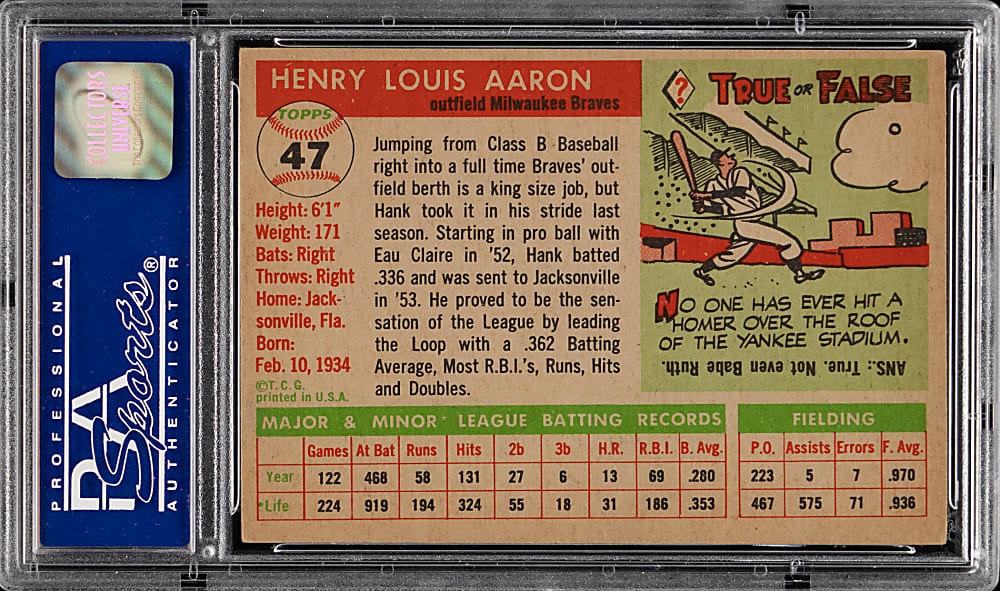 COLLECTORS
UNIVERSE
PROFESSIONAL
PSA
Sports®
AUTHENTICATOR
HENRY LOUIS AARON
outfield Milwaukee Braves
TOPPS
47
Height: 6'1"
Weight: 171
Bats: Right
Throws: Right
Home: Jack-
sonville, Fla.
Born:
Feb. 10, 1934
©T.C.G.
printed in U.S.A.
Jumping from Class B Baseball
right into a full time Braves' out-
field berth is a king size job, but
Hank took it in his stride last
season. Starting in pro ball with
Eau Claire in '52, Hank batted
.336 and was sent to Jacksonville
in '53. He proved to be the sen-
sation of the League by leading
the Loop with a .362 Batting
Average, Most R.B.I.'s, Runs, Hits
and Doubles.
? TRUE OR FALSE
NO ONE HAS EVER HIT A
HOMER OVER THE ROOF
OF THE YANKEE STADIUM.
ANS.: True. Not even Babe Ruth.
MAJOR & MINOR LEAGUE BATTING RECORDS
Games At Bat Runs Hits 2b 3b H.R. R.B.I. B. Avg.
Year 122 468 58 131 27 6 13 69 .280
*Life 224 919 194 324 55 18 31 186 .353
FIELDING
P.O. Assists Errors F. Avg.
223 5 7 .970
467 575 71 .936